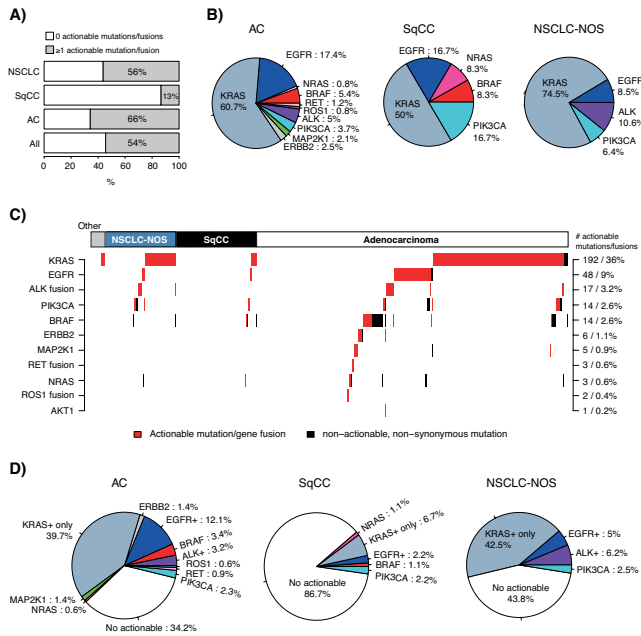 A)
0 actionable mutations/fusions
≥1 actionable mutation/fusion
NSCLC
56%
SqCC
13%
AC
66%
All
54%
0 20 40 60 80 100
%
B)
AC
EGFR : 17.4%
NRAS : 0.8%
BRAF : 5.4%
RET : 1.2%
ROS1 : 0.8%
ALK : 5%
PIK3CA : 3.7%
MAP2K1 : 2.1%
ERBB2 : 2.5%
KRAS
60.7%
SqCC
EGFR : 16.7%
NRAS
8.3%
BRAF
8.3%
KRAS
50%
PIK3CA
16.7%
NSCLC-NOS
KRAS
74.5%
EGFR
8.5%
ALK
10.6%
PIK3CA
6.4%
C)
Other
NSCLC-NOS
SqCC
Adenocarcinoma
# actionable
mutations/fusions
KRAS
192 / 36%
EGFR
48 / 9%
ALK fusion
17 / 3.2%
PIK3CA
14 / 2.6%
BRAF
14 / 2.6%
ERBB2
6 / 1.1%
MAP2K1
5 / 0.9%
RET fusion
3 / 0.6%
NRAS
3 / 0.6%
ROS1 fusion
2 / 0.4%
AKT1
1 / 0.2%
Actionable mutation/gene fusion
non-actionable, non-synonymous mutation
D)
AC
ERBB2 : 1.4%
EGFR+ : 12.1%
KRAS+ only
39.7%
BRAF : 3.4%
ALK+ : 3.2%
ROS1 : 0.6%
RET : 0.9%
PIK3CA : 2.3%
MAP2K1 : 1.4%
NRAS : 0.6%
No actionable : 34.2%
SqCC
NRAS : 1.1%
KRAS+ only : 6.7%
EGFR+ : 2.2%
BRAF : 1.1%
PIK3CA : 2.2%
No actionable
86.7%
NSCLC-NOS
KRAS+ only
42.5%
EGFR+ : 5%
ALK+ : 6.2%
PIK3CA : 2.5%
No actionable
43.8%